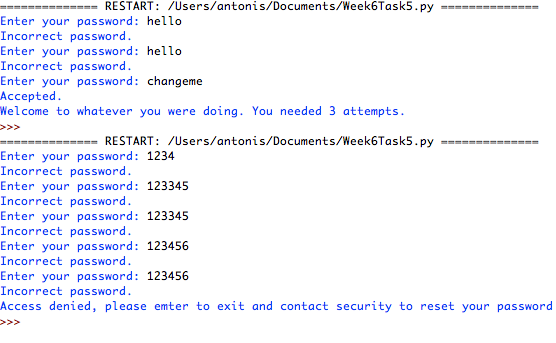 ============== RESTART: /Users/antonis/Documents/Week6Task5.py ==============
Enter your password: hello
Incorrect password.
Enter your password: hello
Incorrect password.
Enter your password: changeme
Accepted.
Welcome to whatever you were doing. You needed 3 attempts.
>>>
============== RESTART: /Users/antonis/Documents/Week6Task5.py ==============
Enter your password: 1234
Incorrect password.
Enter your password: 123345
Incorrect password.
Enter your password: 123345
Incorrect password.
Enter your password: 123456
Incorrect password.
Enter your password: 123456
Incorrect password.
Access denied, please emter to exit and contact security to reset your password
>>>